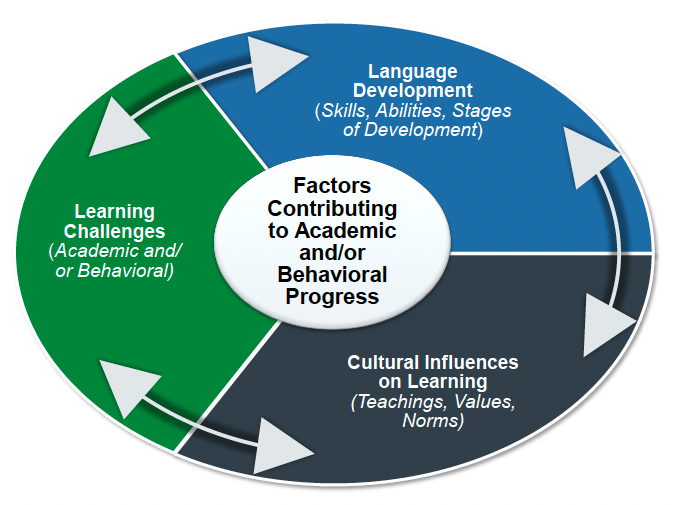 Language
Development
(Skills, Abilities, Stages
of Development)
Learning
Challenges
(Academic and/
or Behavioral)
Factors
Contributing
to Academic
and/or
Behavioral
Progress
Cultural Influences
on Learning
(Teachings, Values,
Norms)